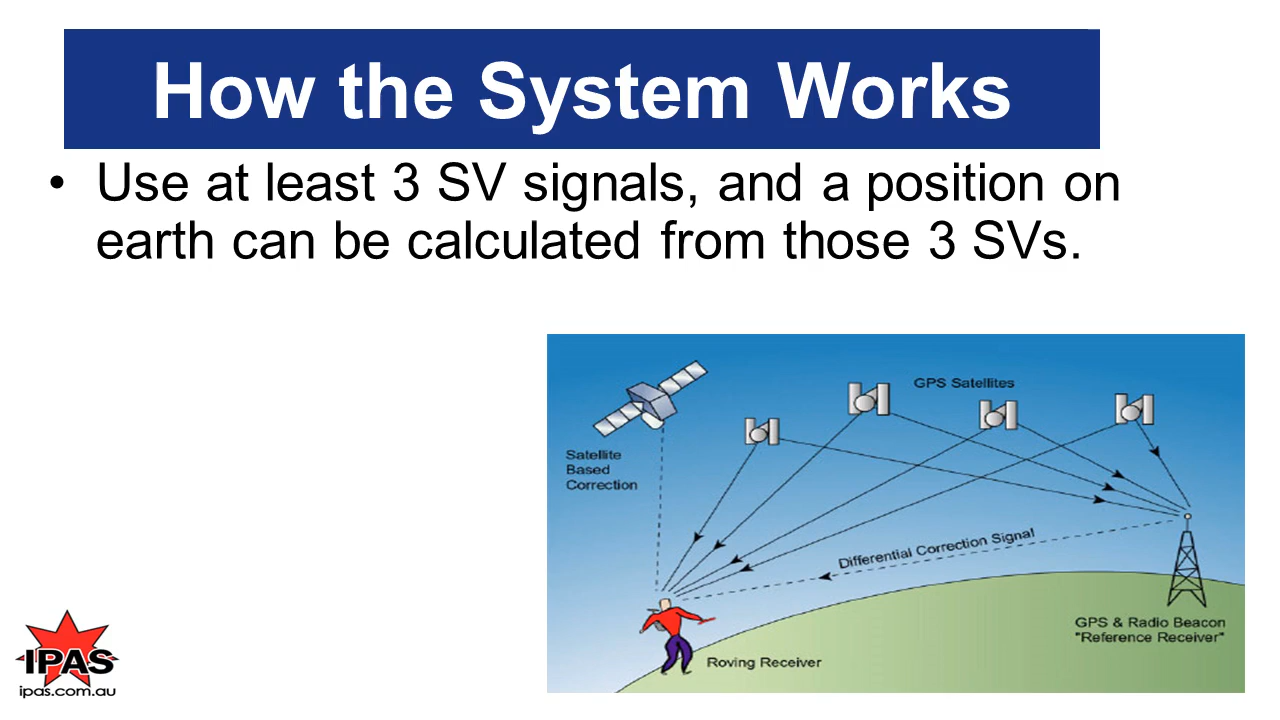 How the System Works
• Use at least 3 SV signals, and a position on
earth can be calculated from those 3 SVs.
GPS Satellites
Satellite
Based
Correction
Differential Correction Signal
GPS & Radio Beacon
"Reference Receiver"
Roving Receiver
IPAS
ipas.com.au